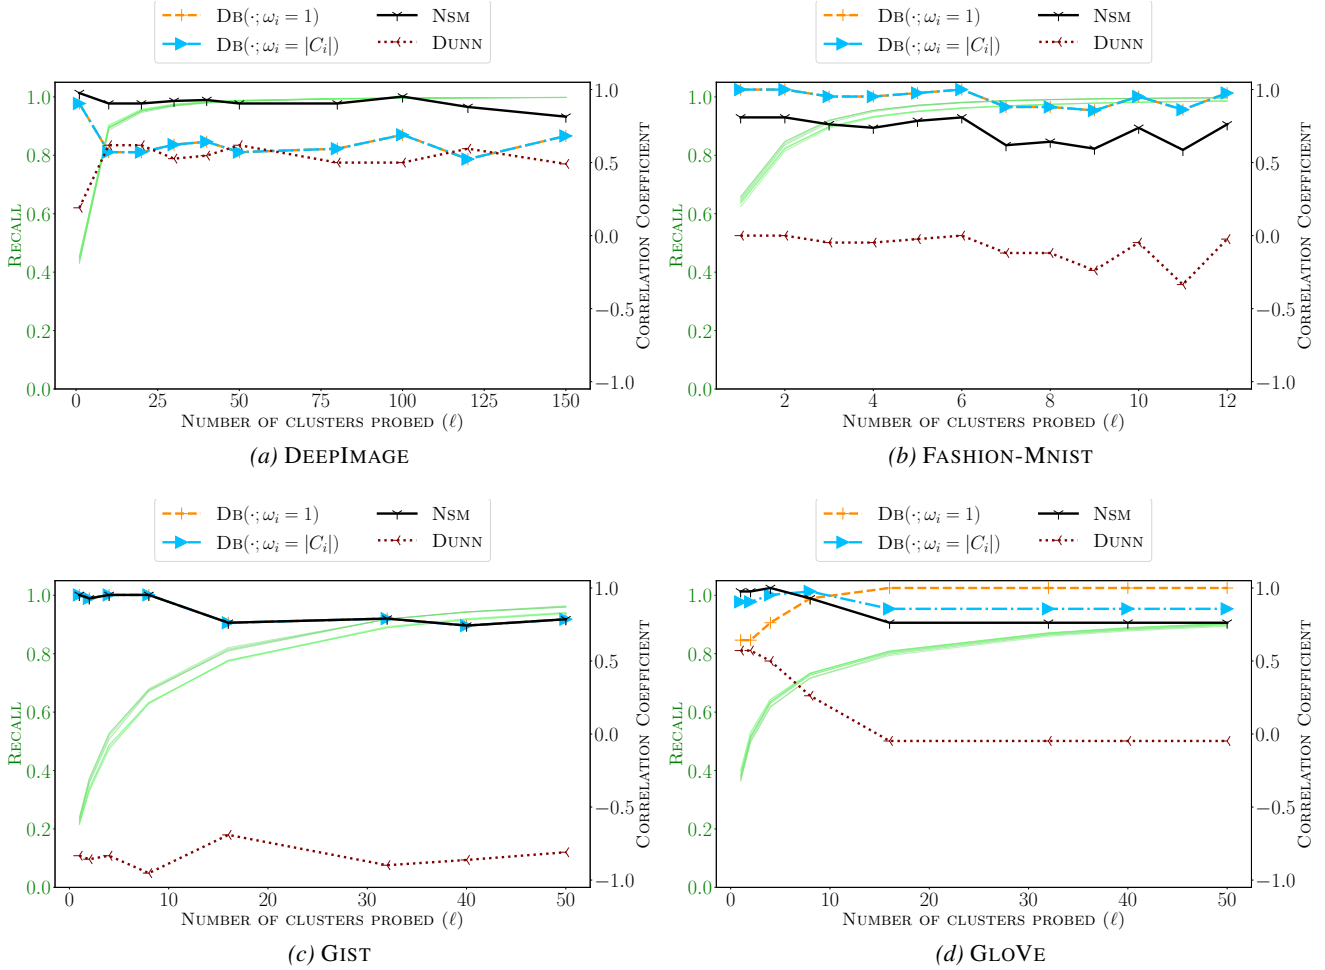 DB(·; ωᵢ = 1)
DB(·; ωᵢ = |Cᵢ|)
NSM
DUNN
RECALL
1.0
0.8
0.6
0.4
0.2
0.0
1.0
0.5
0.0
−0.5
−1.0
CORRELATION COEFFICIENT
0 25 50 75 100 125 150
NUMBER OF CLUSTERS PROBED (ℓ)
(a) DEEPIMAGE
DB(·; ωᵢ = 1)
DB(·; ωᵢ = |Cᵢ|)
NSM
DUNN
RECALL
1.0
0.8
0.6
0.4
0.2
0.0
1.0
0.5
0.0
−0.5
−1.0
CORRELATION COEFFICIENT
2 4 6 8 10 12
NUMBER OF CLUSTERS PROBED (ℓ)
(b) FASHION-MNIST
DB(·; ωᵢ = 1)
DB(·; ωᵢ = |Cᵢ|)
NSM
DUNN
RECALL
1.0
0.8
0.6
0.4
0.2
0.0
1.0
0.5
0.0
−0.5
−1.0
CORRELATION COEFFICIENT
0 10 20 30 40 50
NUMBER OF CLUSTERS PROBED (ℓ)
(c) GIST
DB(·; ωᵢ = 1)
DB(·; ωᵢ = |Cᵢ|)
NSM
DUNN
RECALL
1.0
0.8
0.6
0.4
0.2
0.0
1.0
0.5
0.0
−0.5
−1.0
CORRELATION COEFFICIENT
0 10 20 30 40 50
NUMBER OF CLUSTERS PROBED (ℓ)
(d) GLOVE